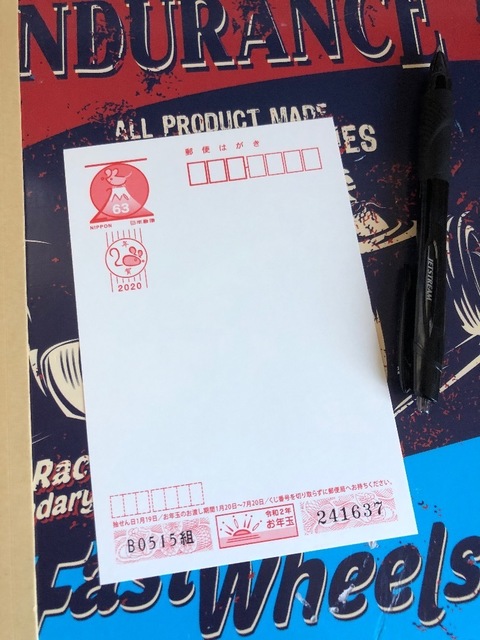 NDURANCE
ALL PRODUCT MADE
IES
郵便はがき
63
NIPPON 日本郵便
年
賀
2020
JETSTREAM
Rac
dary
抽せん日1月19日/お年玉のお渡し期間1月20日~7月20日/くじ番号を切り取らずに郵便局へお持ちください。
B0515組
令和2年
お年玉
241637
Fast Wheels